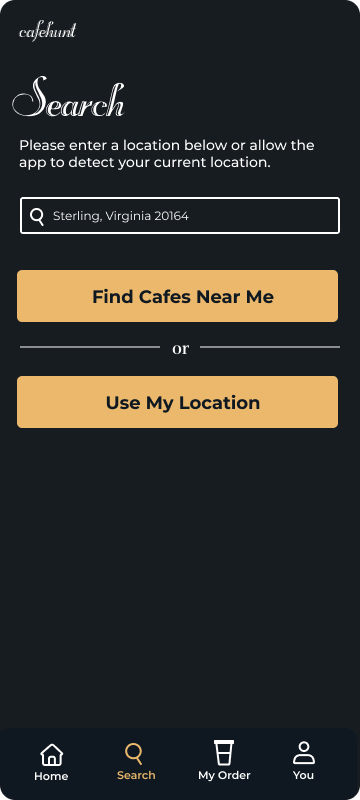 cafehunt
Search
Please enter a location below or allow the
app to detect your current location.
Sterling, Virginia 20164
Find Cafes Near Me
or
Use My Location
Home
Search
My Order
You